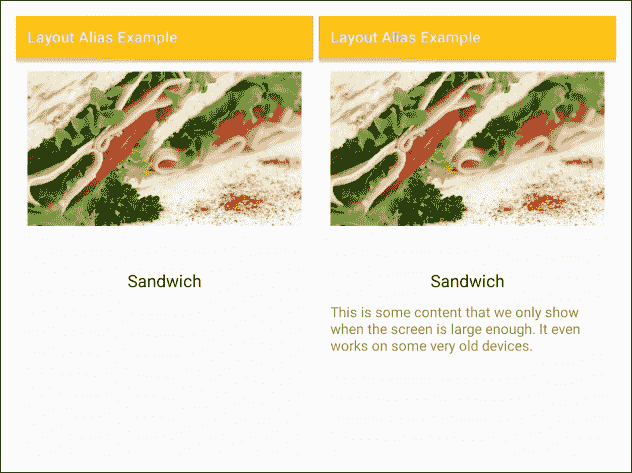 Layout Alias Example
Sandwich
Layout Alias Example
Sandwich
This is some content that we only show
when the screen is large enough. It even
works on some very old devices.